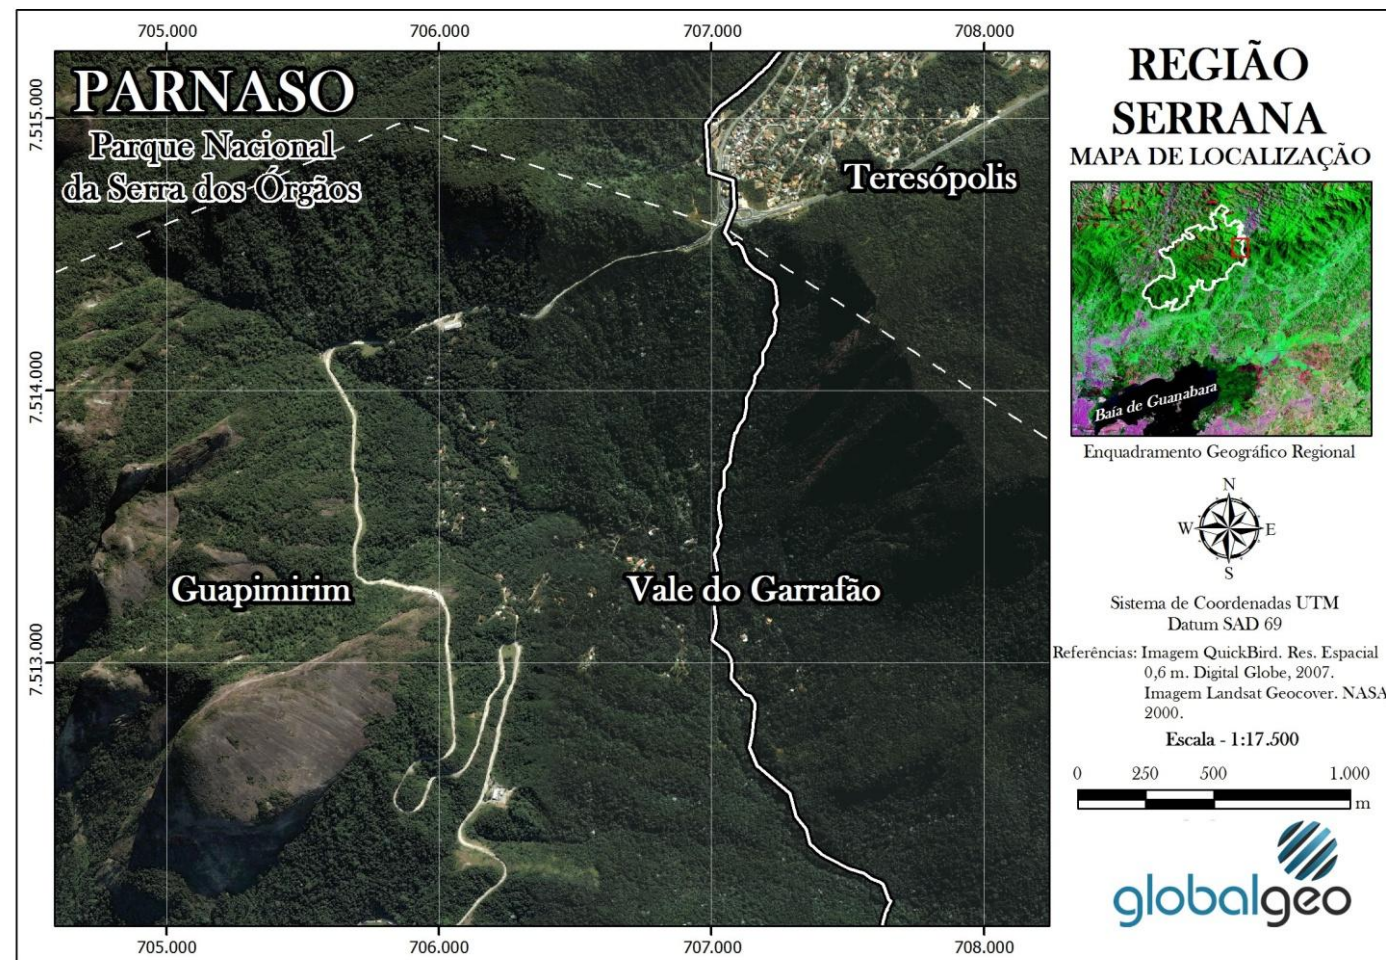 705.000 706.000 707.000 708.000
PARNASO
Parque Nacional
da Serra dos Órgãos
Teresópolis
Guapimirim
Vale do Garrafão
7.515.000
7.514.000
7.513.000
705.000 706.000 707.000 708.000
REGIÃO
SERRANA
MAPA DE LOCALIZAÇÃO
Baía de Guanabara
Enquadramento Geográfico Regional
N
W E
S
Sistema de Coordenadas UTM
Datum SAD 69
Referências: Imagem QuickBird. Res. Espacial
0,6 m. Digital Globe, 2007.
Imagem Landsat Geocover. NASA
2000.
Escala - 1:17.500
0 250 500 1.000
m
globalgeo